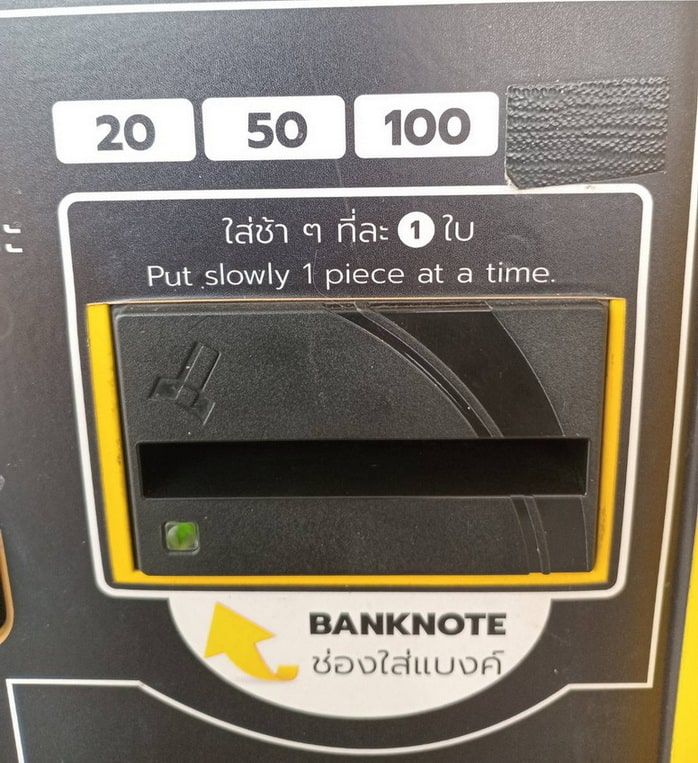 20 50 100
ใส่ช้า ๆ ที่ละ 1 ใบ
Put slowly 1 piece at a time.
BANKNOTE
ช่องใส่แบงค์